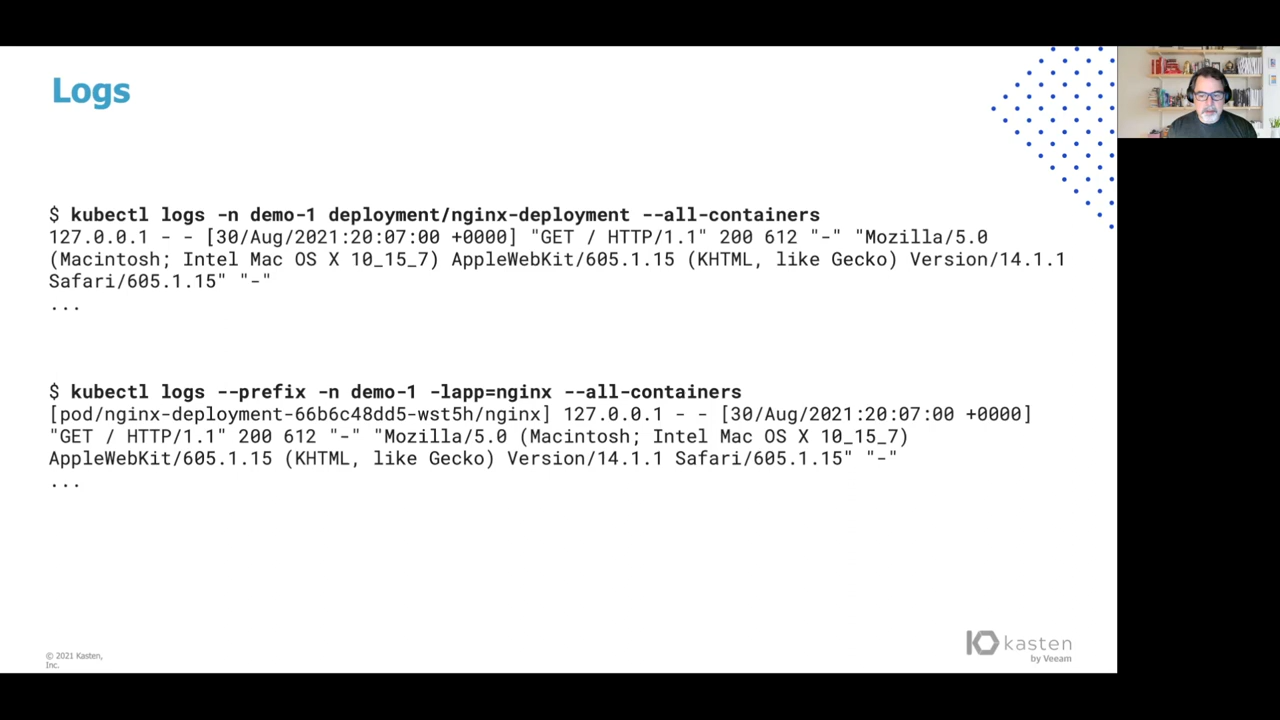 Logs
$ kubectl logs -n demo-1 deployment/nginx-deployment --all-containers
127.0.0.1 - - [30/Aug/2021:20:07:00 +0000] "GET / HTTP/1.1" 200 612 "-" "Mozilla/5.0
(Macintosh; Intel Mac OS X 10_15_7) AppleWebKit/605.1.15 (KHTML, like Gecko) Version/14.1.1
Safari/605.1.15" "-"
...
$ kubectl logs --prefix -n demo-1 -lapp=nginx --all-containers
[pod/nginx-deployment-66b6c48dd5-wst5h/nginx] 127.0.0.1 - - [30/Aug/2021:20:07:00 +0000]
"GET / HTTP/1.1" 200 612 "-" "Mozilla/5.0 (Macintosh; Intel Mac OS X 10_15_7)
AppleWebKit/605.1.15 (KHTML, like Gecko) Version/14.1.1 Safari/605.1.15" "-"
...
© 2021 Kasten,
Inc.
kasten
by Veeam